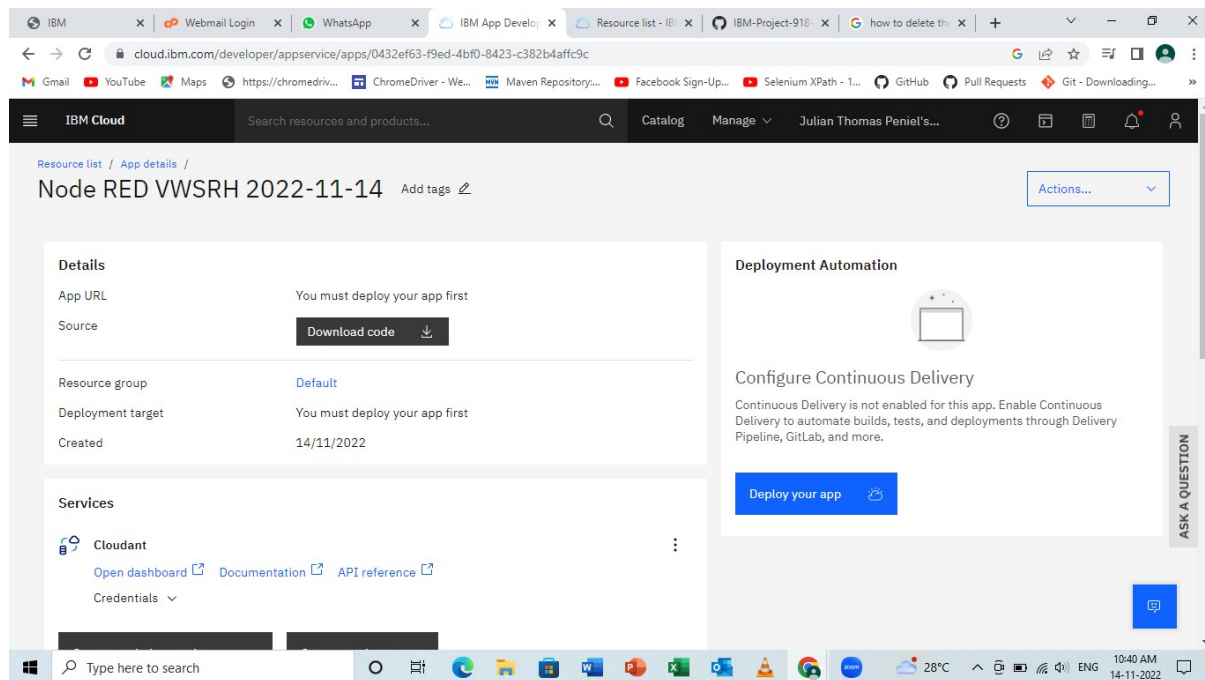 IBM
Webmail Login
WhatsApp
IBM App Develop
Resource list - IB
IBM-Project-918
how to delete th
cloud.ibm.com/developer/appservice/apps/0432ef63-f9ed-4bf0-8423-c382b4affc9c
Gmail YouTube Maps https://chromedriv... ChromeDriver - We... Maven Repository:... Facebook Sign-Up... Selenium XPath - 1... GitHub Pull Requests Git - Downloading... »
IBM Cloud Search resources and products... Catalog Manage Julian Thomas Peniel's...
Resource list / App details /
Node RED VWSRH 2022-11-14 Add tags
Actions...
Details
App URL You must deploy your app first
Source Download code
Resource group Default
Deployment target You must deploy your app first
Created 14/11/2022
Deployment Automation
Configure Continuous Delivery
Continuous Delivery is not enabled for this app. Enable Continuous
Delivery to automate builds, tests, and deployments through Delivery
Pipeline, GitLab, and more.
Deploy your app
ASK A QUESTION
Services
Cloudant
Open dashboard Documentation API reference
Credentials
Type here to search
28°C ENG 10:40 AM
14-11-2022